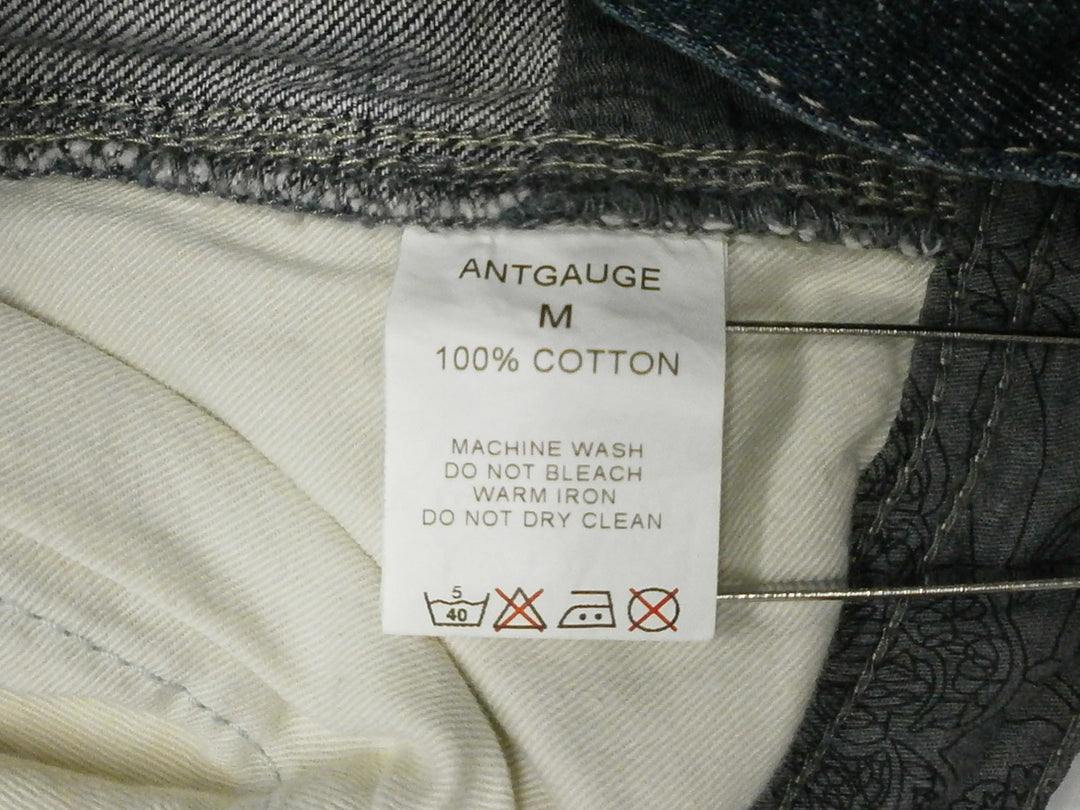 ANTGAUGE
M
100% COTTON
MACHINE WASH
DO NOT BLEACH
WARM IRON
DO NOT DRY CLEAN
5
40